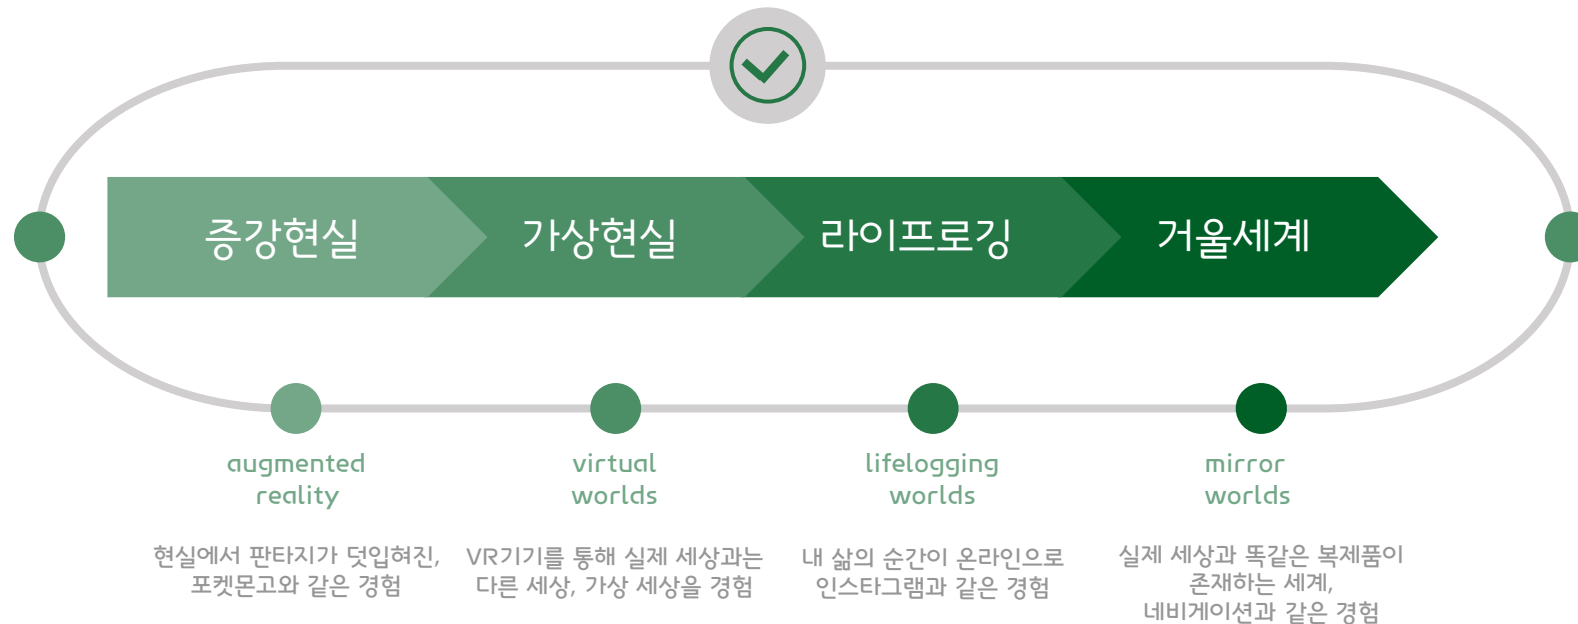 증강현실
가상현실
라이프로깅
거울세계
augmented
reality
현실에서 판타지가 덧입혀진,
포켓몬고와 같은 경험
virtual
worlds
VR기기를 통해 실제 세상과는
다른 세상, 가상 세상을 경험
lifelogging
worlds
내 삶의 순간이 온라인으로
인스타그램과 같은 경험
mirror
worlds
실제 세상과 똑같은 복제품이
존재하는 세계,
네비게이션과 같은 경험